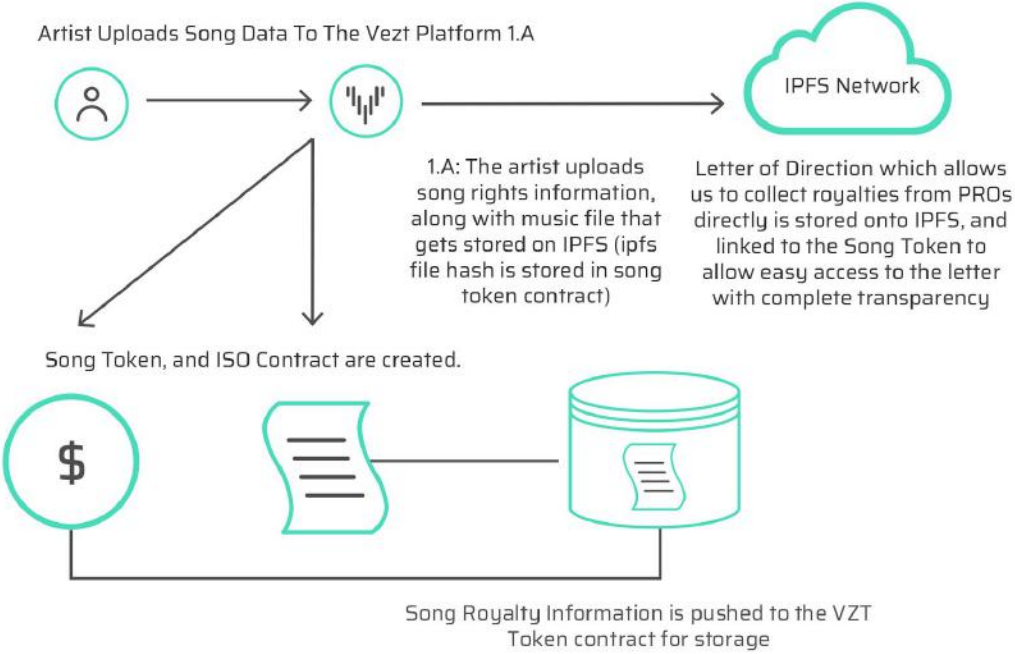 Artist Uploads Song Data To The Vezt Platform 1.A
IPFS Network
1.A: The artist uploads
song rights information,
along with music file that
gets stored on IPFS (ipfs
file hash is stored in song
token contract)
Letter of Direction which allows
us to collect royalties from PROs
directly is stored onto IPFS, and
linked to the Song Token to
allow easy access to the letter
with complete transparency
Song Token, and ISO Contract are created.
$
Song Royalty Information is pushed to the VZT
Token contract for storage